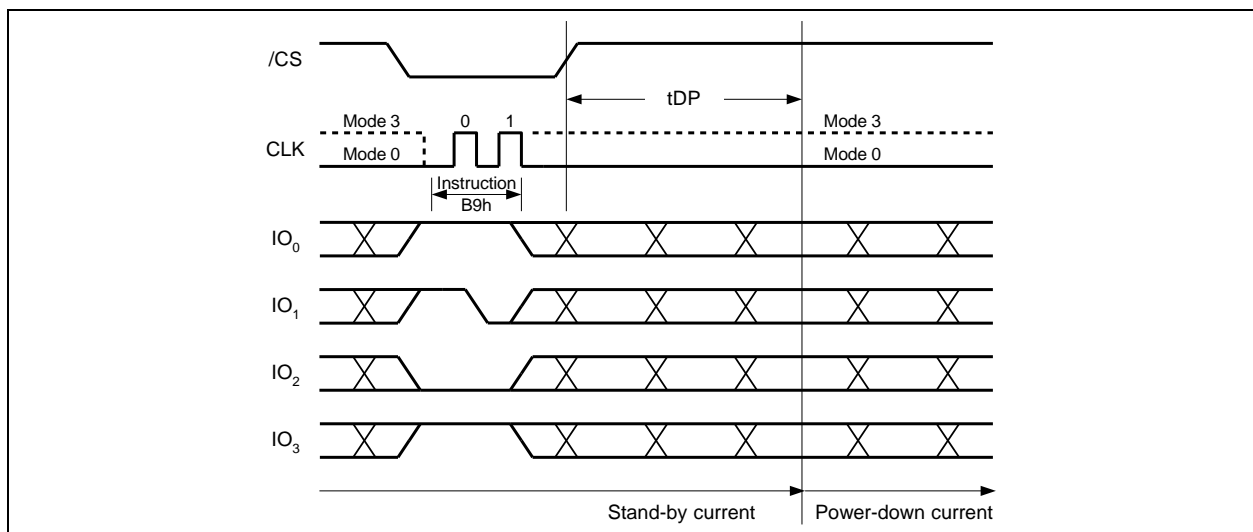 /CS
tDP
Mode 3 0 1 Mode 3
CLK
Mode 0 Mode 0
Instruction
B9h
IO0
IO1
IO2
IO3
Stand-by current Power-down current